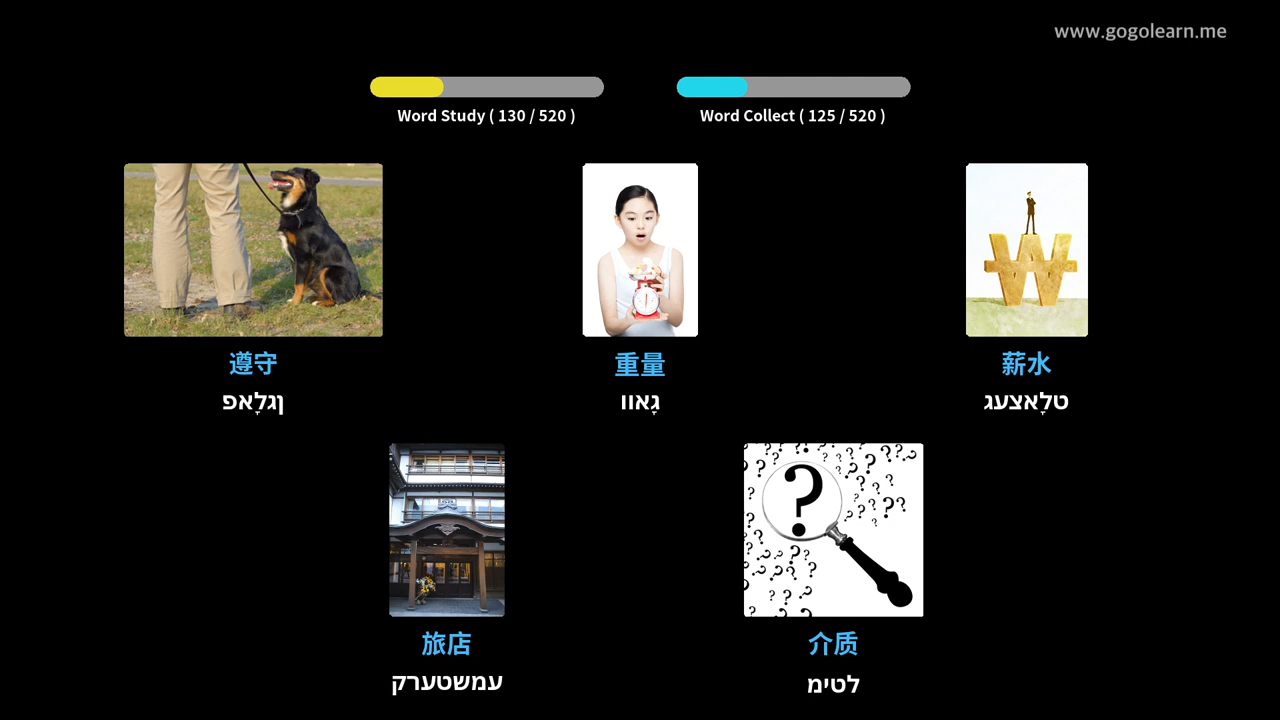 www.gogolearn.me
Word Study ( 130 / 520 )
Word Collect ( 125 / 520 )
遵守
ןגלָאפ
重量
גָאוו
薪水
טלָאצעג
旅店
עמשטערק
介质
לטימ